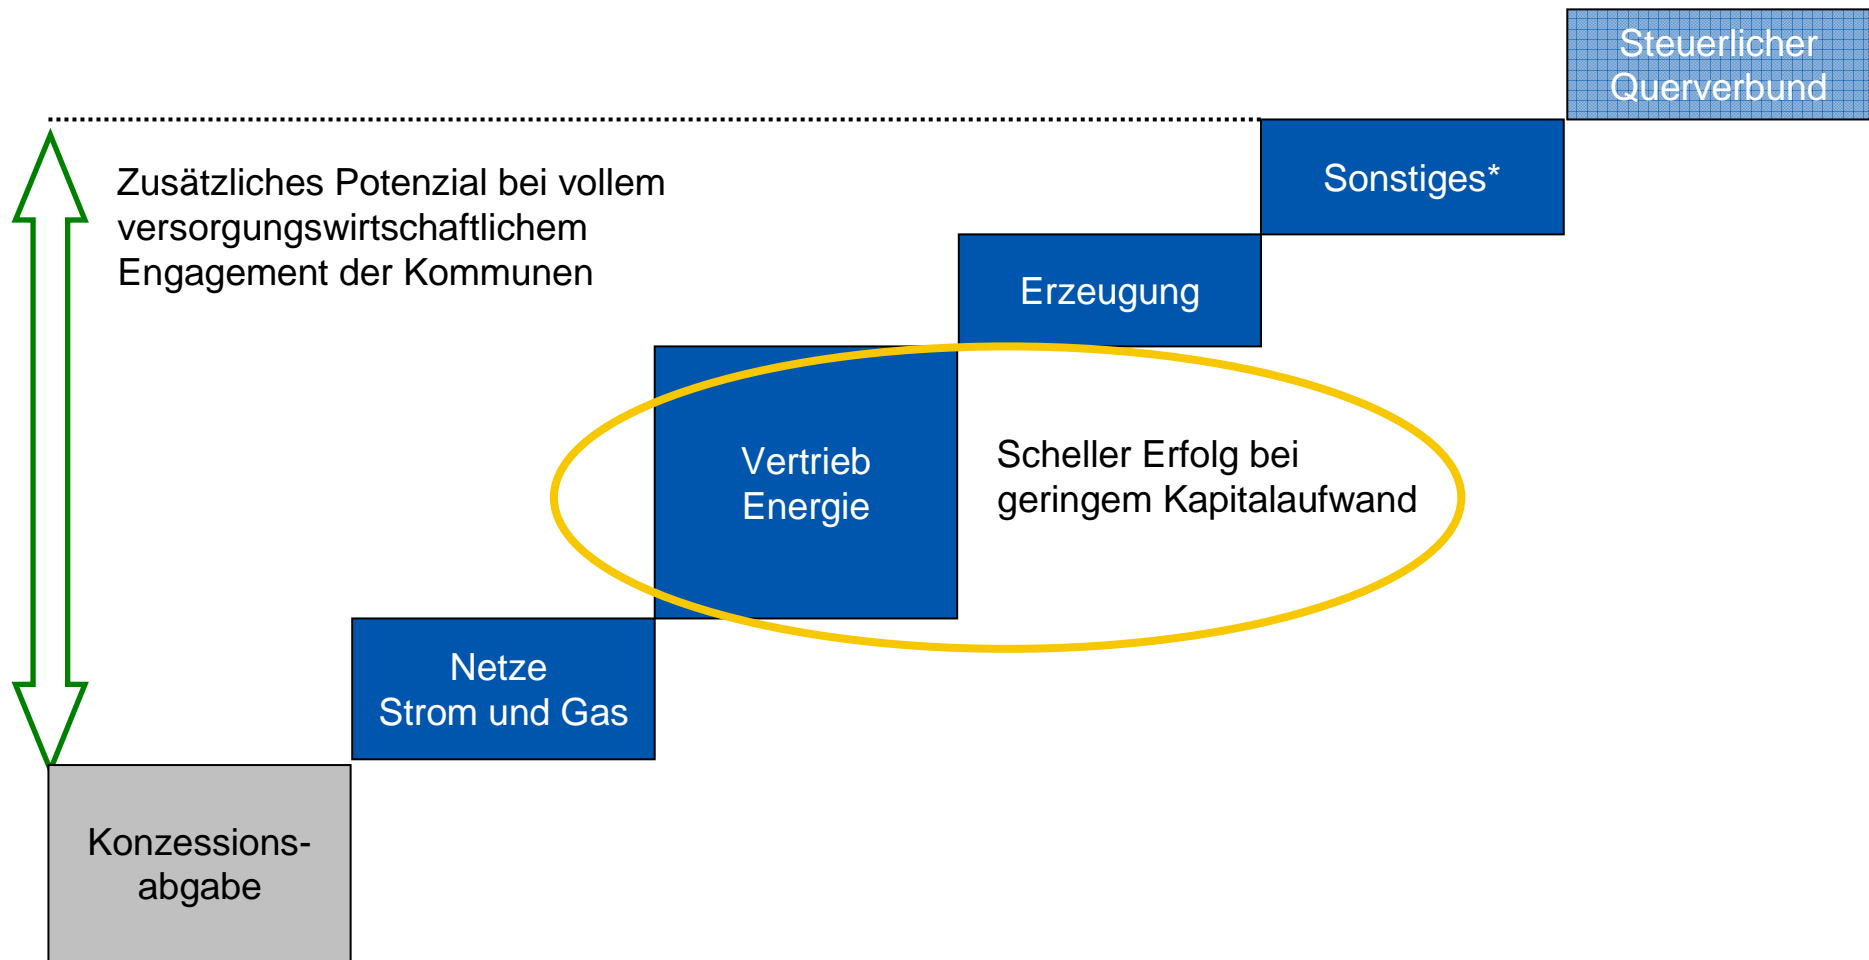 Steuerlicher
Querverbund
Sonstiges*
Zusätzliches Potenzial bei vollem
versorgungswirtschaftlichem
Engagement der Kommunen
Erzeugung
Vertrieb
Energie
Scheller Erfolg bei
geringem Kapitalaufwand
Netze
Strom und Gas
Konzessions-
abgabe